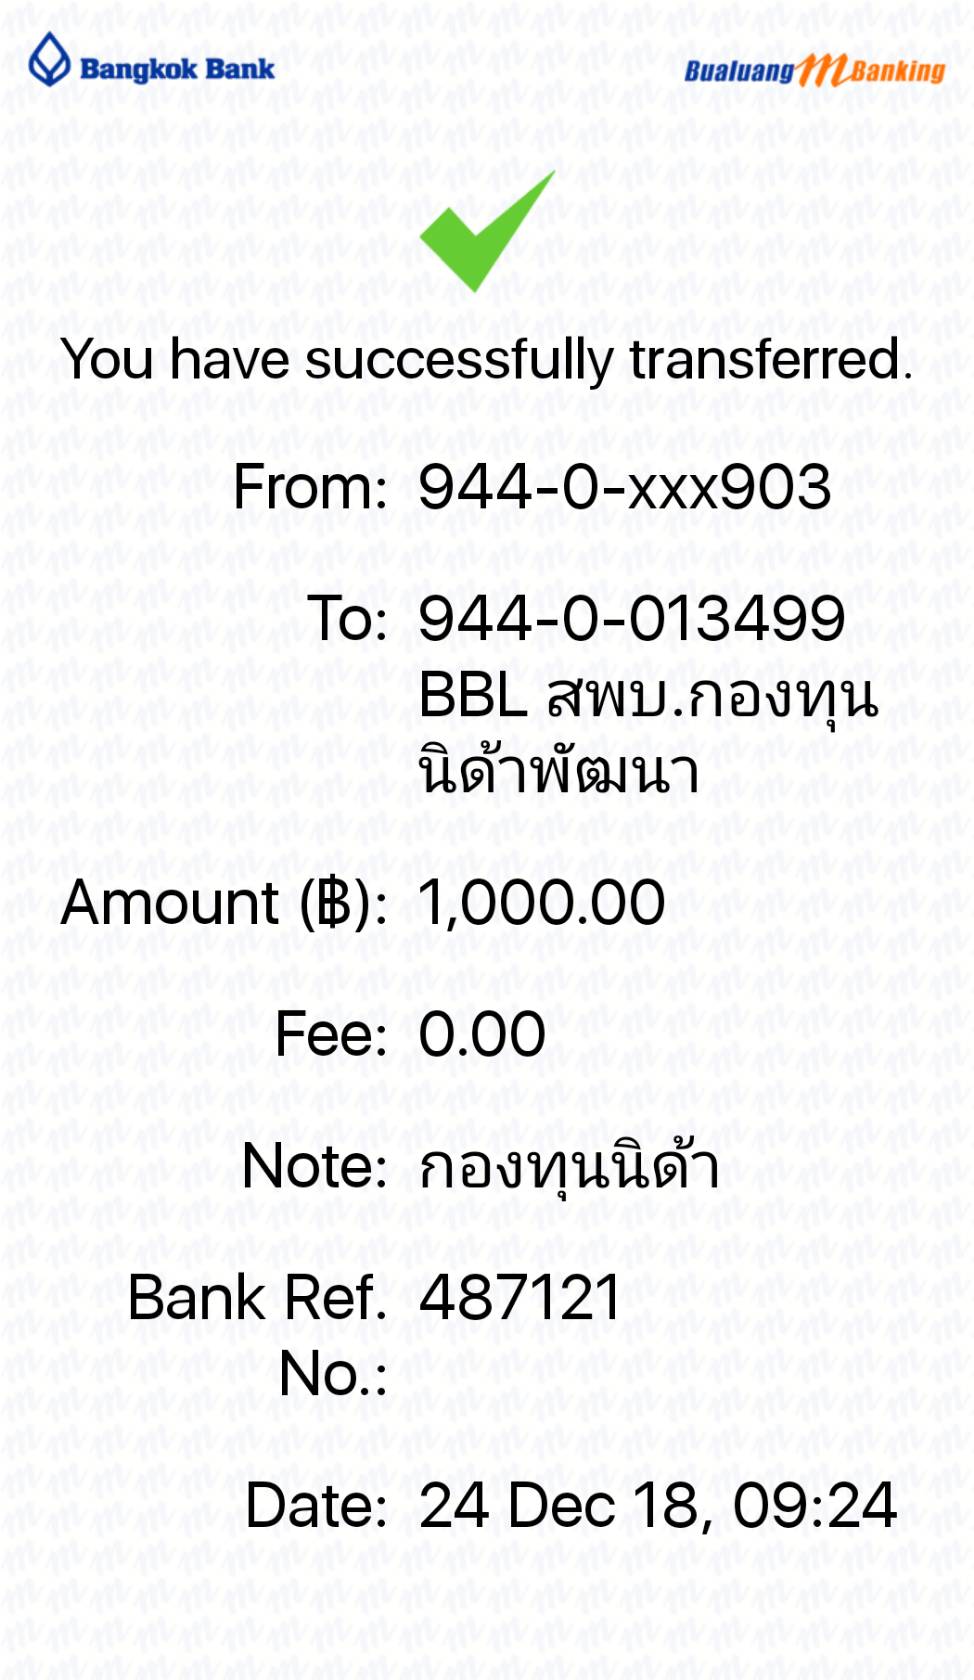 Bangkok Bank
Bualuang mBanking
You have successfully transferred.
From: 944-0-xxx903
To: 944-0-013499
BBL สพบ.กองทุน
นิด้าพัฒนา
Amount (฿): 1,000.00
Fee: 0.00
Note: กองทุนนิด้า
Bank Ref. 487121
No.:
Date: 24 Dec 18, 09:24